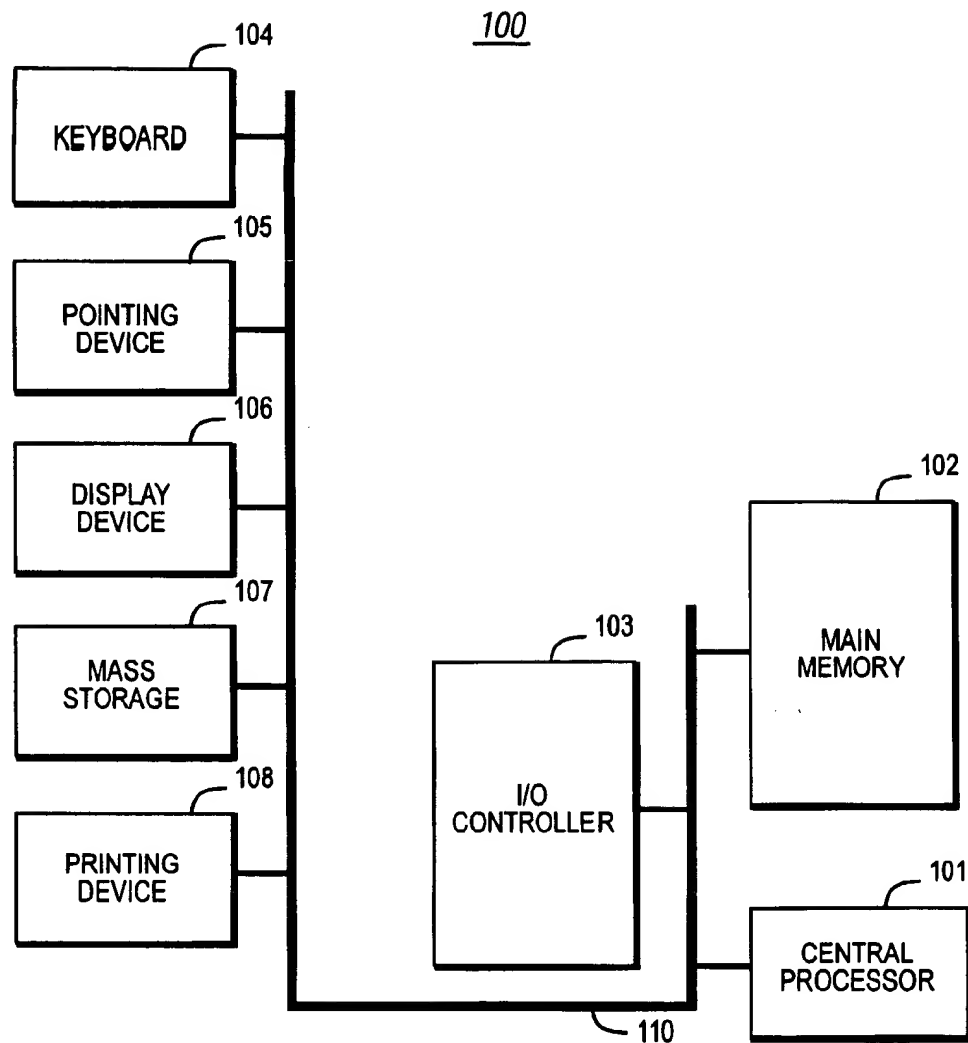 100
104
KEYBOARD
105
POINTING
DEVICE
106
DISPLAY
DEVICE
107
MASS
STORAGE
108
PRINTING
DEVICE
103
I/O
CONTROLLER
102
MAIN
MEMORY
101
CENTRAL
PROCESSOR
110